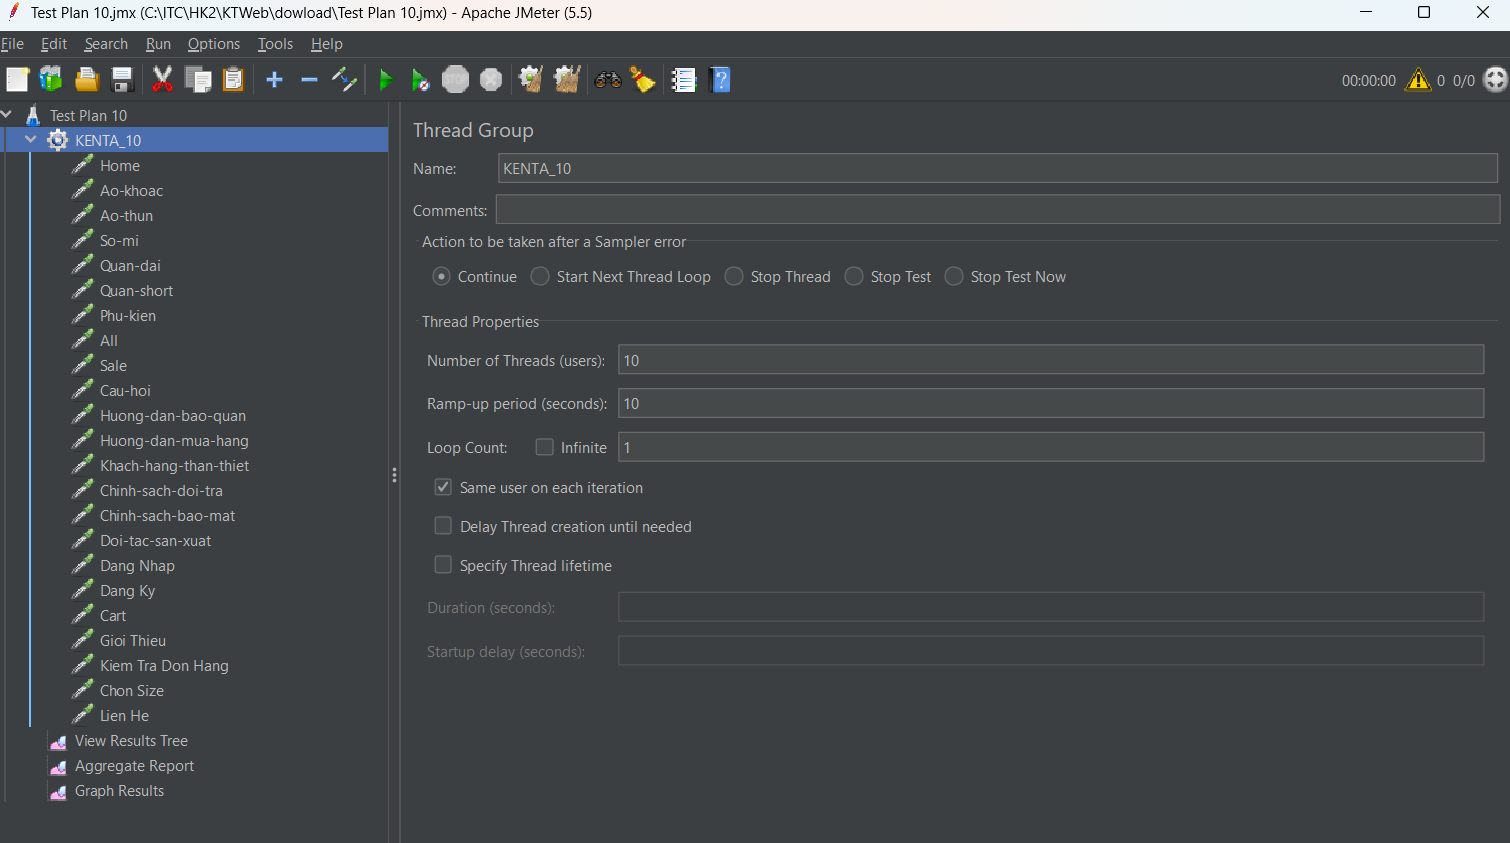 Test Plan 10.jmx (C:\ITC\HK2\KTWeb\dowload\Test Plan 10.jmx) - Apache JMeter (5.5)
File Edit Search Run Options Tools Help
STOP
00:00:00 0 0/0
Test Plan 10
KENTA_10
Home
Ao-khoac
Ao-thun
So-mi
Quan-dai
Quan-short
Phu-kien
All
Sale
Cau-hoi
Huong-dan-bao-quan
Huong-dan-mua-hang
Khach-hang-than-thiet
Chinh-sach-doi-tra
Chinh-sach-bao-mat
Doi-tac-san-xuat
Dang Nhap
Dang Ky
Cart
Gioi Thieu
Kiem Tra Don Hang
Chon Size
Lien He
View Results Tree
Aggregate Report
Graph Results
Thread Group
Name: KENTA_10
Comments:
Action to be taken after a Sampler error
Continue Start Next Thread Loop Stop Thread Stop Test Stop Test Now
Thread Properties
Number of Threads (users): 10
Ramp-up period (seconds): 10
Loop Count: Infinite 1
Same user on each iteration
Delay Thread creation until needed
Specify Thread lifetime
Duration (seconds):
Startup delay (seconds):